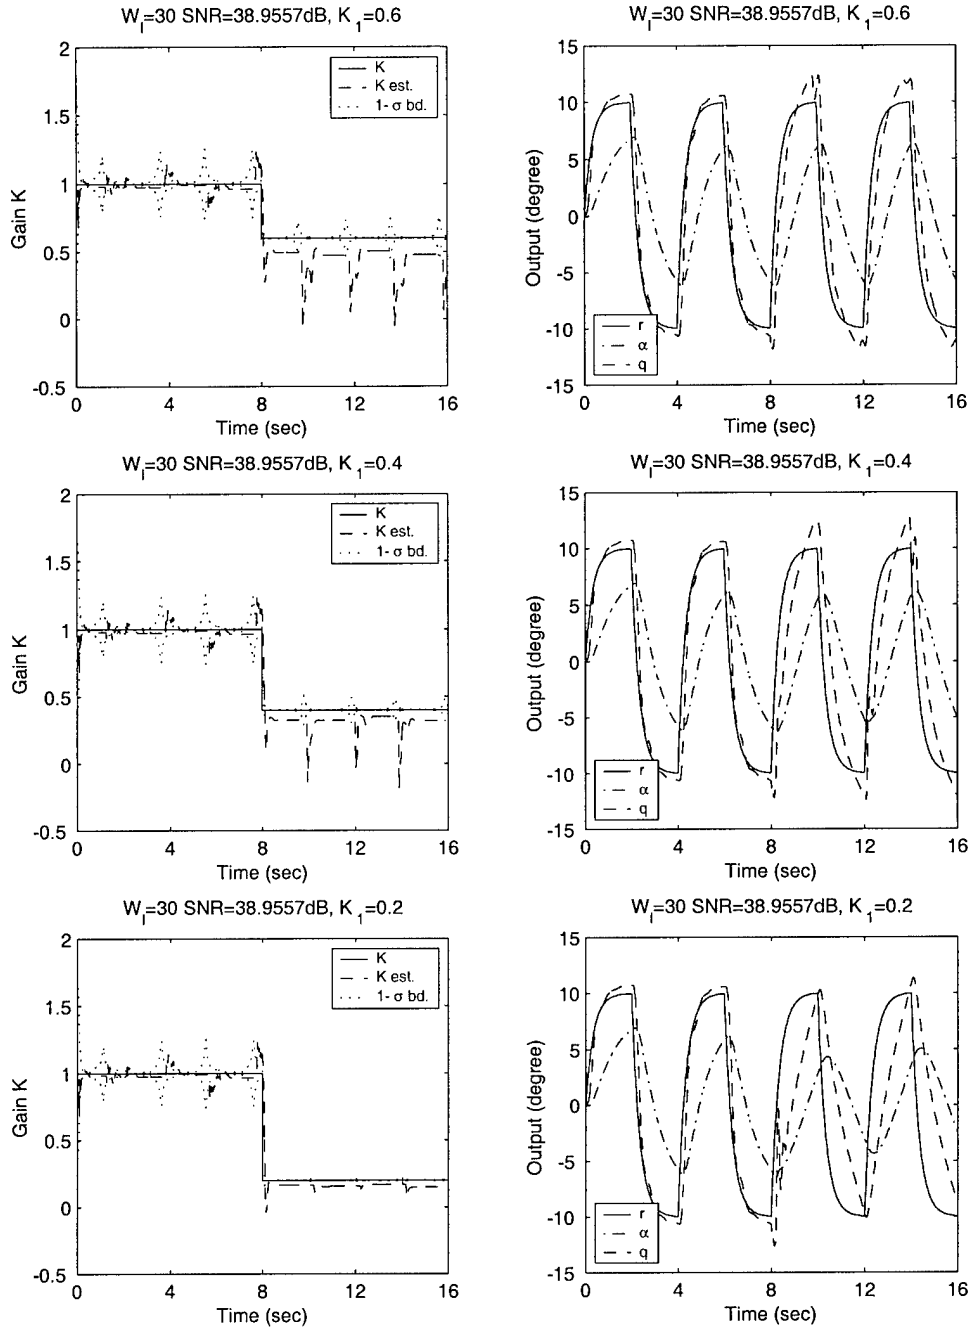 W_l=30 SNR=38.9557dB, K_1=0.6
2
1.5
1
0.5
0
-0.5
Gain K
K
K est.
1- σ bd.
0 4 8 12 16
Time (sec)
W_l=30 SNR=38.9557dB, K_1=0.6
15
10
5
0
-5
-10
-15
Output (degree)
r
α
q
0 4 8 12 16
Time (sec)
W_l=30 SNR=38.9557dB, K_1=0.4
2
1.5
1
0.5
0
-0.5
Gain K
K
K est.
1- σ bd.
0 4 8 12 16
Time (sec)
W_l=30 SNR=38.9557dB, K_1=0.4
15
10
5
0
-5
-10
-15
Output (degree)
r
α
q
0 4 8 12 16
Time (sec)
W_l=30 SNR=38.9557dB, K_1=0.2
2
1.5
1
0.5
0
-0.5
Gain K
K
K est.
1- σ bd.
0 4 8 12 16
Time (sec)
W_l=30 SNR=38.9557dB, K_1=0.2
15
10
5
0
-5
-10
-15
Output (degree)
r
α
q
0 4 8 12 16
Time (sec)